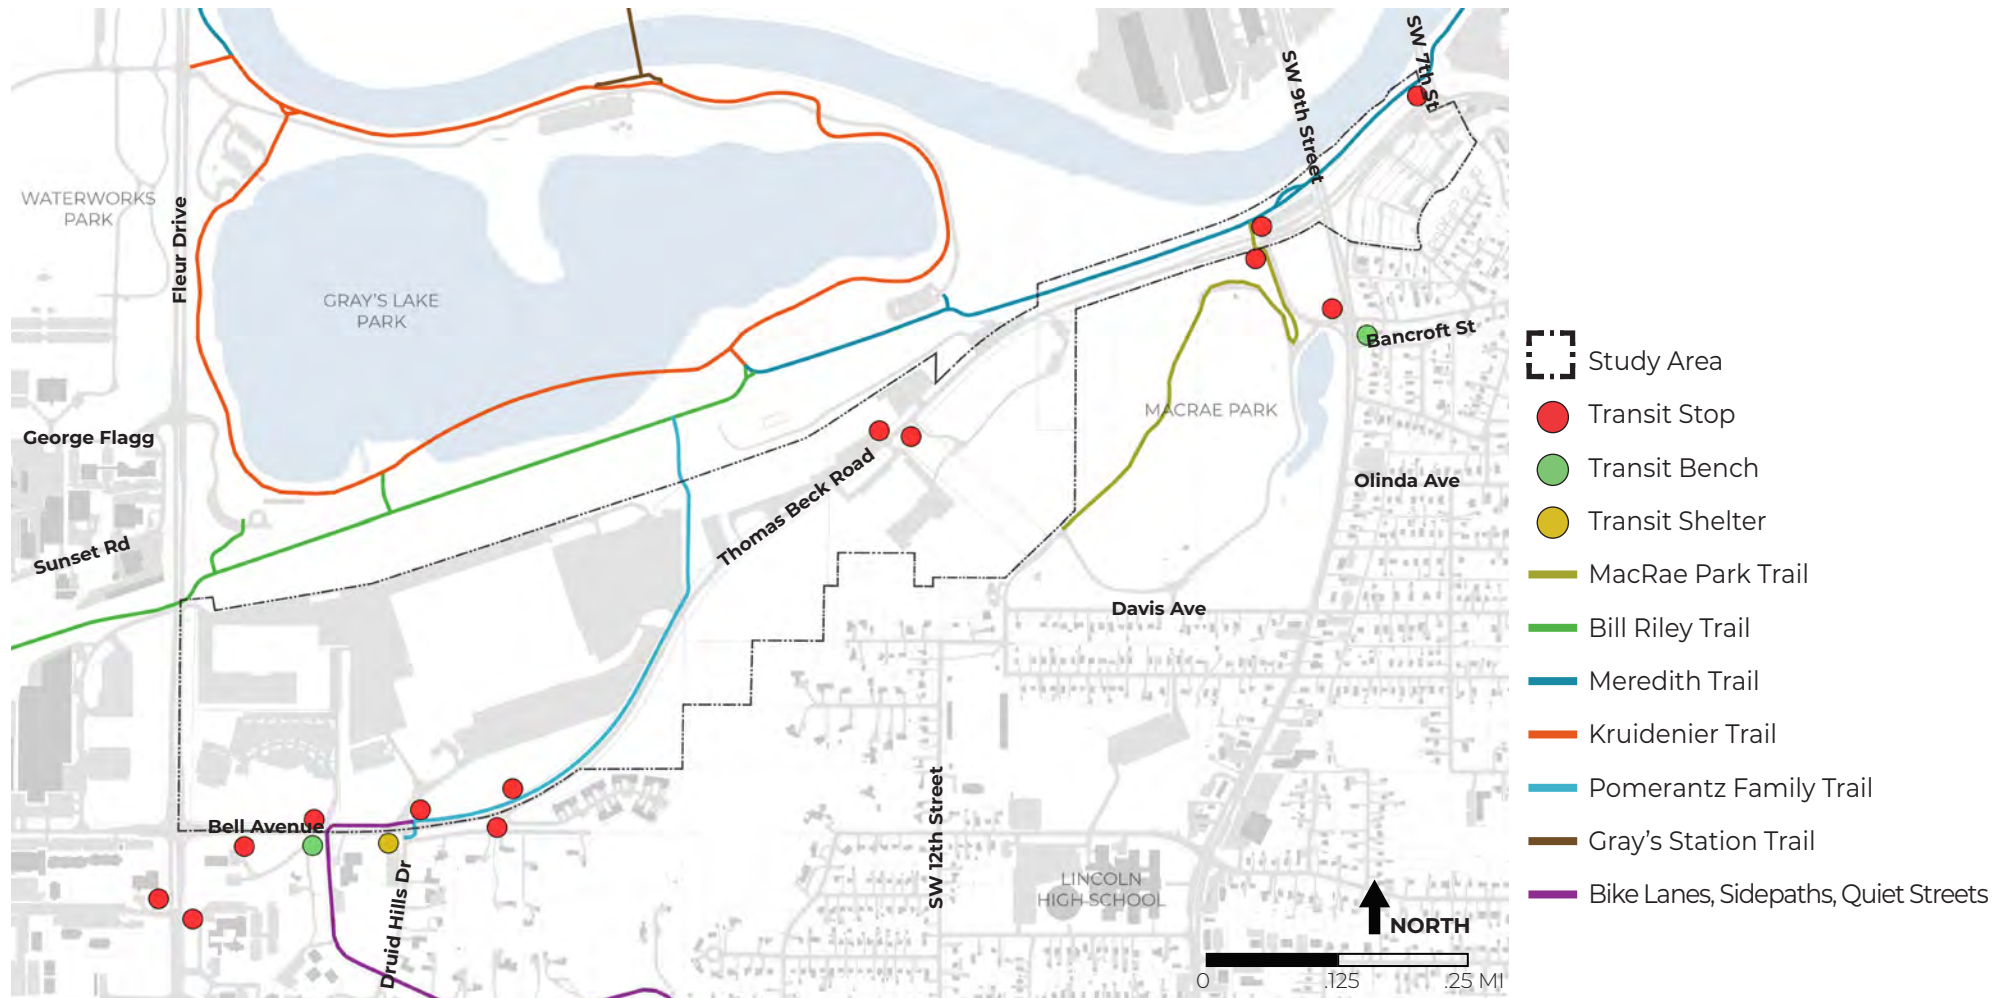 SW 7th St
SW 9th Street
WATERWORKS
PARK
Fleur Drive
GRAY'S LAKE
PARK
Bancroft St
Study Area
MACRAE PARK
Transit Stop
George Flagg
Transit Bench
Olinda Ave
Thomas Beck Road
Transit Shelter
Sunset Rd
MacRae Park Trail
Davis Ave
Bill Riley Trail
Meredith Trail
Kruidenier Trail
Pomerantz Family Trail
Bell Avenue
SW 12th Street
Gray's Station Trail
LINCOLN
HIGH SCHOOL
Druid Hills Dr
Bike Lanes, Sidepaths, Quiet Streets
NORTH
0 .125 .25 MI